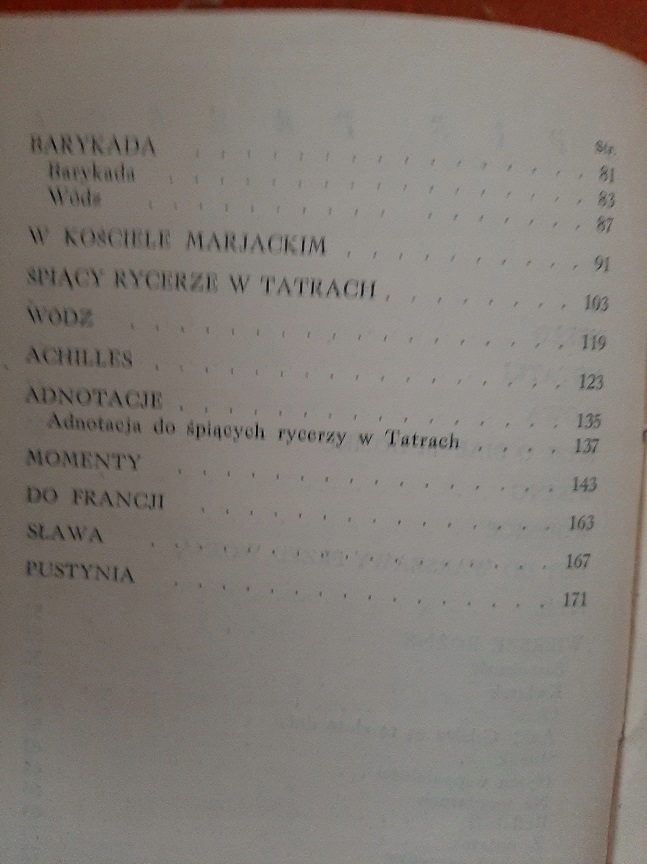 Str.
BARYKADA . . . . . . . . . . . . . . . . 81
Barykada . . . . . . . . . . . . . . . . 83
Wódz . . . . . . . . . . . . . . . . 87
W KOŚCIELE MARJACKIM . . . . . . . . . . 91
ŚPIĄCY RYCERZE W TATRACH . . . . . . . . 103
WÓDZ . . . . . . . . . . . . . . . . . 119
ACHILLES . . . . . . . . . . . . . . . . 123
ADNOTACJE . . . . . . . . . . . . . . . 135
Adnotacja do śpiących rycerzy w Tatrach . . . . 137
MOMENTY . . . . . . . . . . . . . . . . 143
DO FRANCJI . . . . . . . . . . . . . . . 163
SŁAWA . . . . . . . . . . . . . . . . . 167
PUSTYNIA . . . . . . . . . . . . . . . . 171